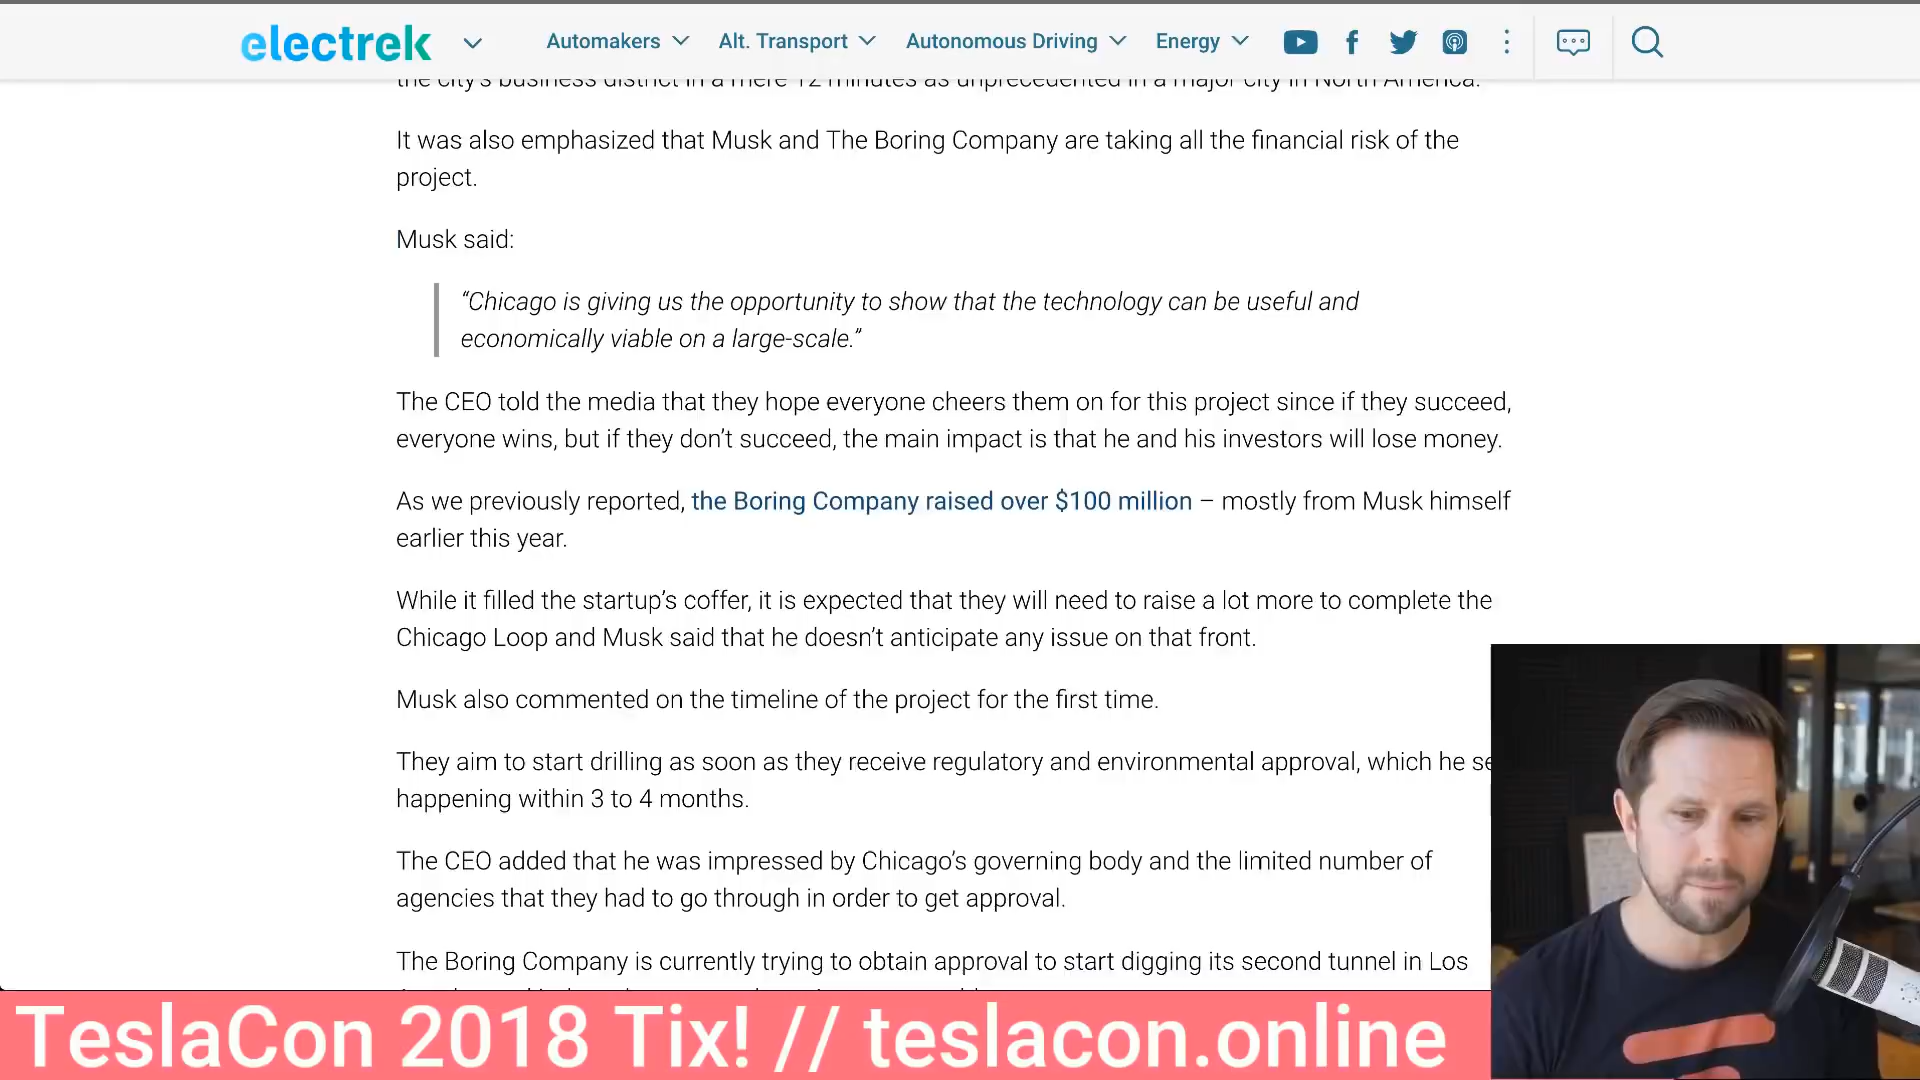 electrek
Automakers
Alt. Transport
Autonomous Driving
Energy
the city's business district in a mere 12 minutes as unprecedented in a major city in North America.
It was also emphasized that Musk and The Boring Company are taking all the financial risk of the
project.
Musk said:
“Chicago is giving us the opportunity to show that the technology can be useful and
economically viable on a large-scale.”
The CEO told the media that they hope everyone cheers them on for this project since if they succeed,
everyone wins, but if they don’t succeed, the main impact is that he and his investors will lose money.
As we previously reported, the Boring Company raised over $100 million – mostly from Musk himself
earlier this year.
While it filled the startup’s coffer, it is expected that they will need to raise a lot more to complete the
Chicago Loop and Musk said that he doesn’t anticipate any issue on that front.
Musk also commented on the timeline of the project for the first time.
They aim to start drilling as soon as they receive regulatory and environmental approval, which he
happening within 3 to 4 months.
The CEO added that he was impressed by Chicago’s governing body and the limited number of
agencies that they had to go through in order to get approval.
The Boring Company is currently trying to obtain approval to start digging its second tunnel in Los
TeslaCon 2018 Tix! // teslacon.online